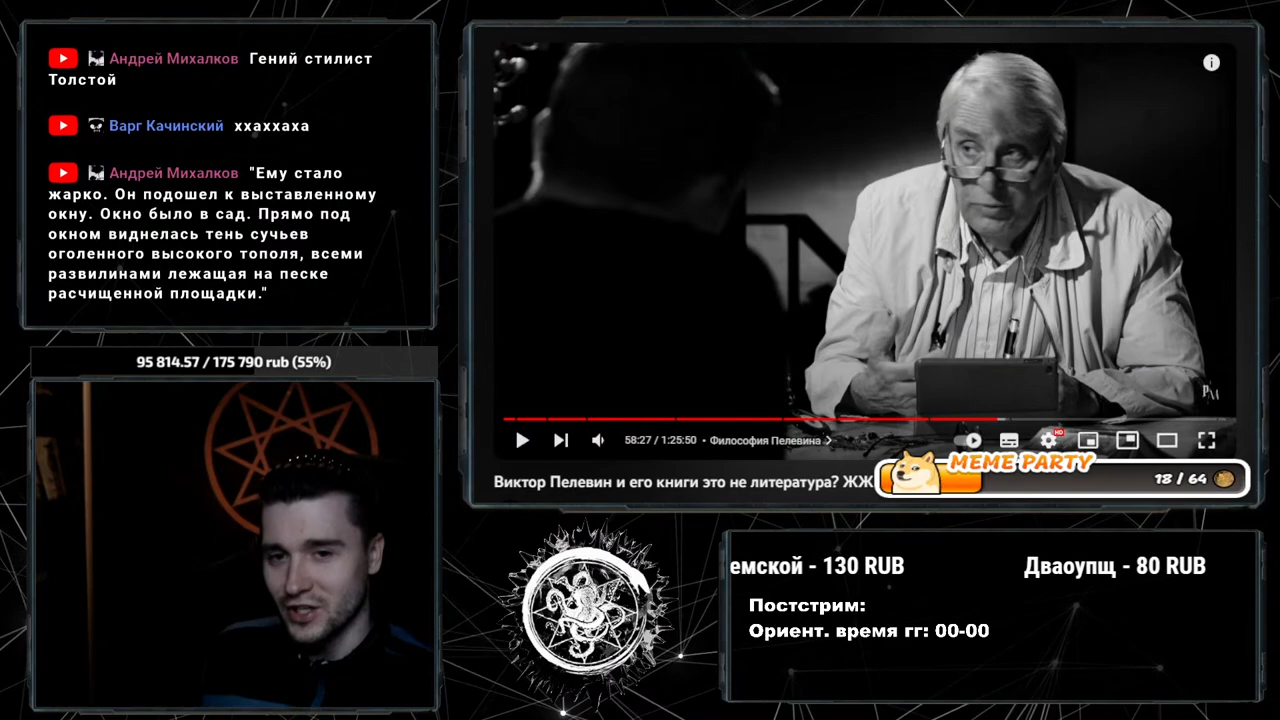 Андрей Михалков Гений стилист
Толстой
Варг Качинский ххаххаха
Андрей Михалков "Ему стало
жарко. Он подошел к выставленному
окну. Окно было в сад. Прямо под
окном виднелась тень сучьев
оголенного высокого тополя, всеми
развилинами лежащая на песке
расчищенной площадки."
95 814.57 / 175 790 rub (55%)
58:27 / 1:25:50 • Философия Пелевина
HD
РМ
MEME PARTY
18 / 64
Виктор Пелевин и его книги это не литература? ЖЖ
емской - 130 RUB
Дваоупщ - 80 RUB
Постстрим:
Ориент. время гг: 00-00